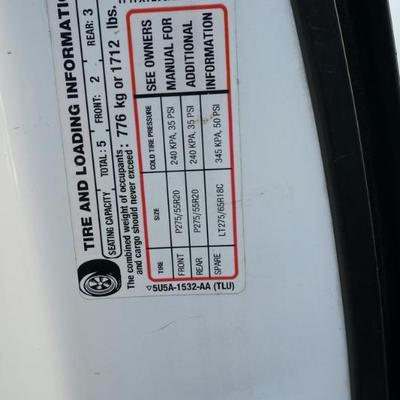 TIRE AND LOADING INFORMATION
SEATING CAPACITY TOTAL: 5 FRONT: 2 REAR: 3
The combined weight of occupants : 776 kg or 1712 lbs.
and cargo should never exceed
TIRE SIZE COLD TIRE PRESSURE SEE OWNERS
FRONT P275/55R20 240 KPA, 35 PSI MANUAL FOR
REAR P275/55R20 240 KPA, 35 PSI ADDITIONAL
SPARE LT275/65R18C 345 KPA, 50 PSI INFORMATION
▽5U5A-1532-AA (TLU)